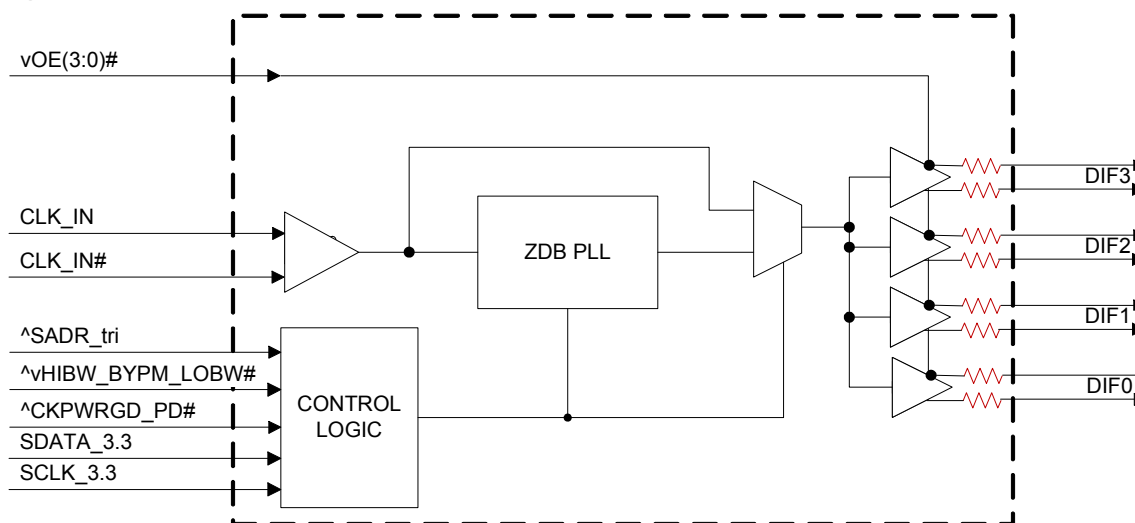 vOE(3:0)#
DIF3
CLK_IN
DIF2
CLK_IN#
ZDB PLL
DIF1
^SADR_tri
^vHIBW_BYPM_LOBW#
DIF0
^CKPWRGD_PD#
CONTROL
LOGIC
SDATA_3.3
SCLK_3.3